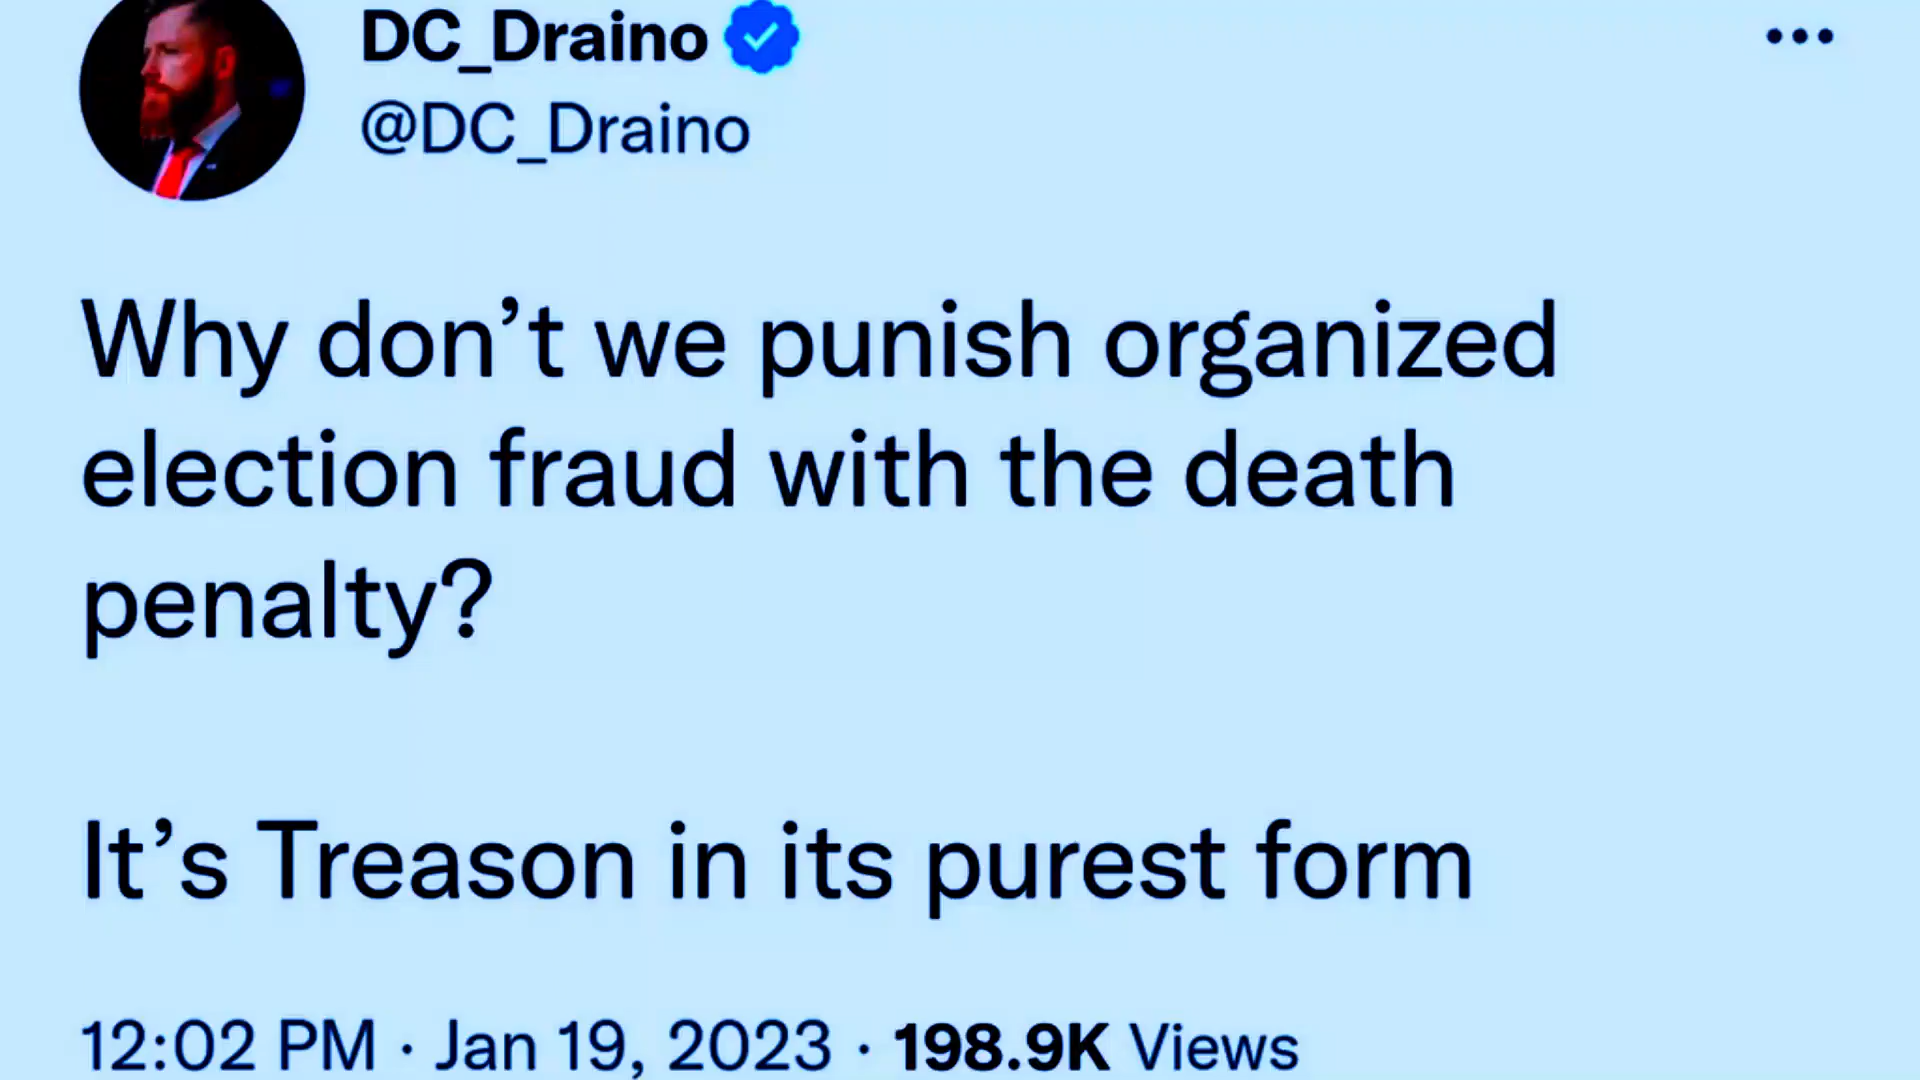 DC_Draino
@DC_Draino
Why don’t we punish organized
election fraud with the death
penalty?
It’s Treason in its purest form
12:02 PM · Jan 19, 2023 · 198.9K Views